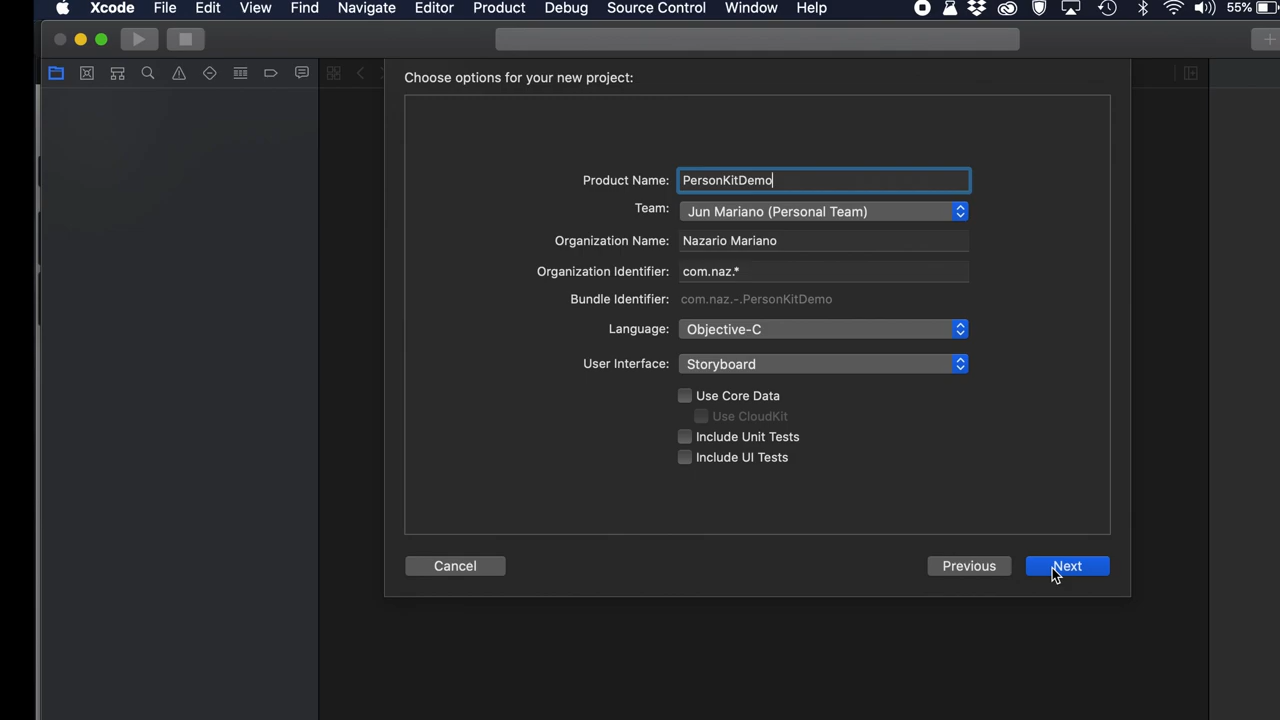 Xcode File Edit View Find Navigate Editor Product Debug Source Control Window Help 55%
Choose options for your new project:
Product Name: PersonKitDemo
Team: Jun Mariano (Personal Team)
Organization Name: Nazario Mariano
Organization Identifier: com.naz.*
Bundle Identifier: com.naz.-.PersonKitDemo
Language: Objective-C
User Interface: Storyboard
Use Core Data
Use CloudKit
Include Unit Tests
Include UI Tests
Cancel Previous Next